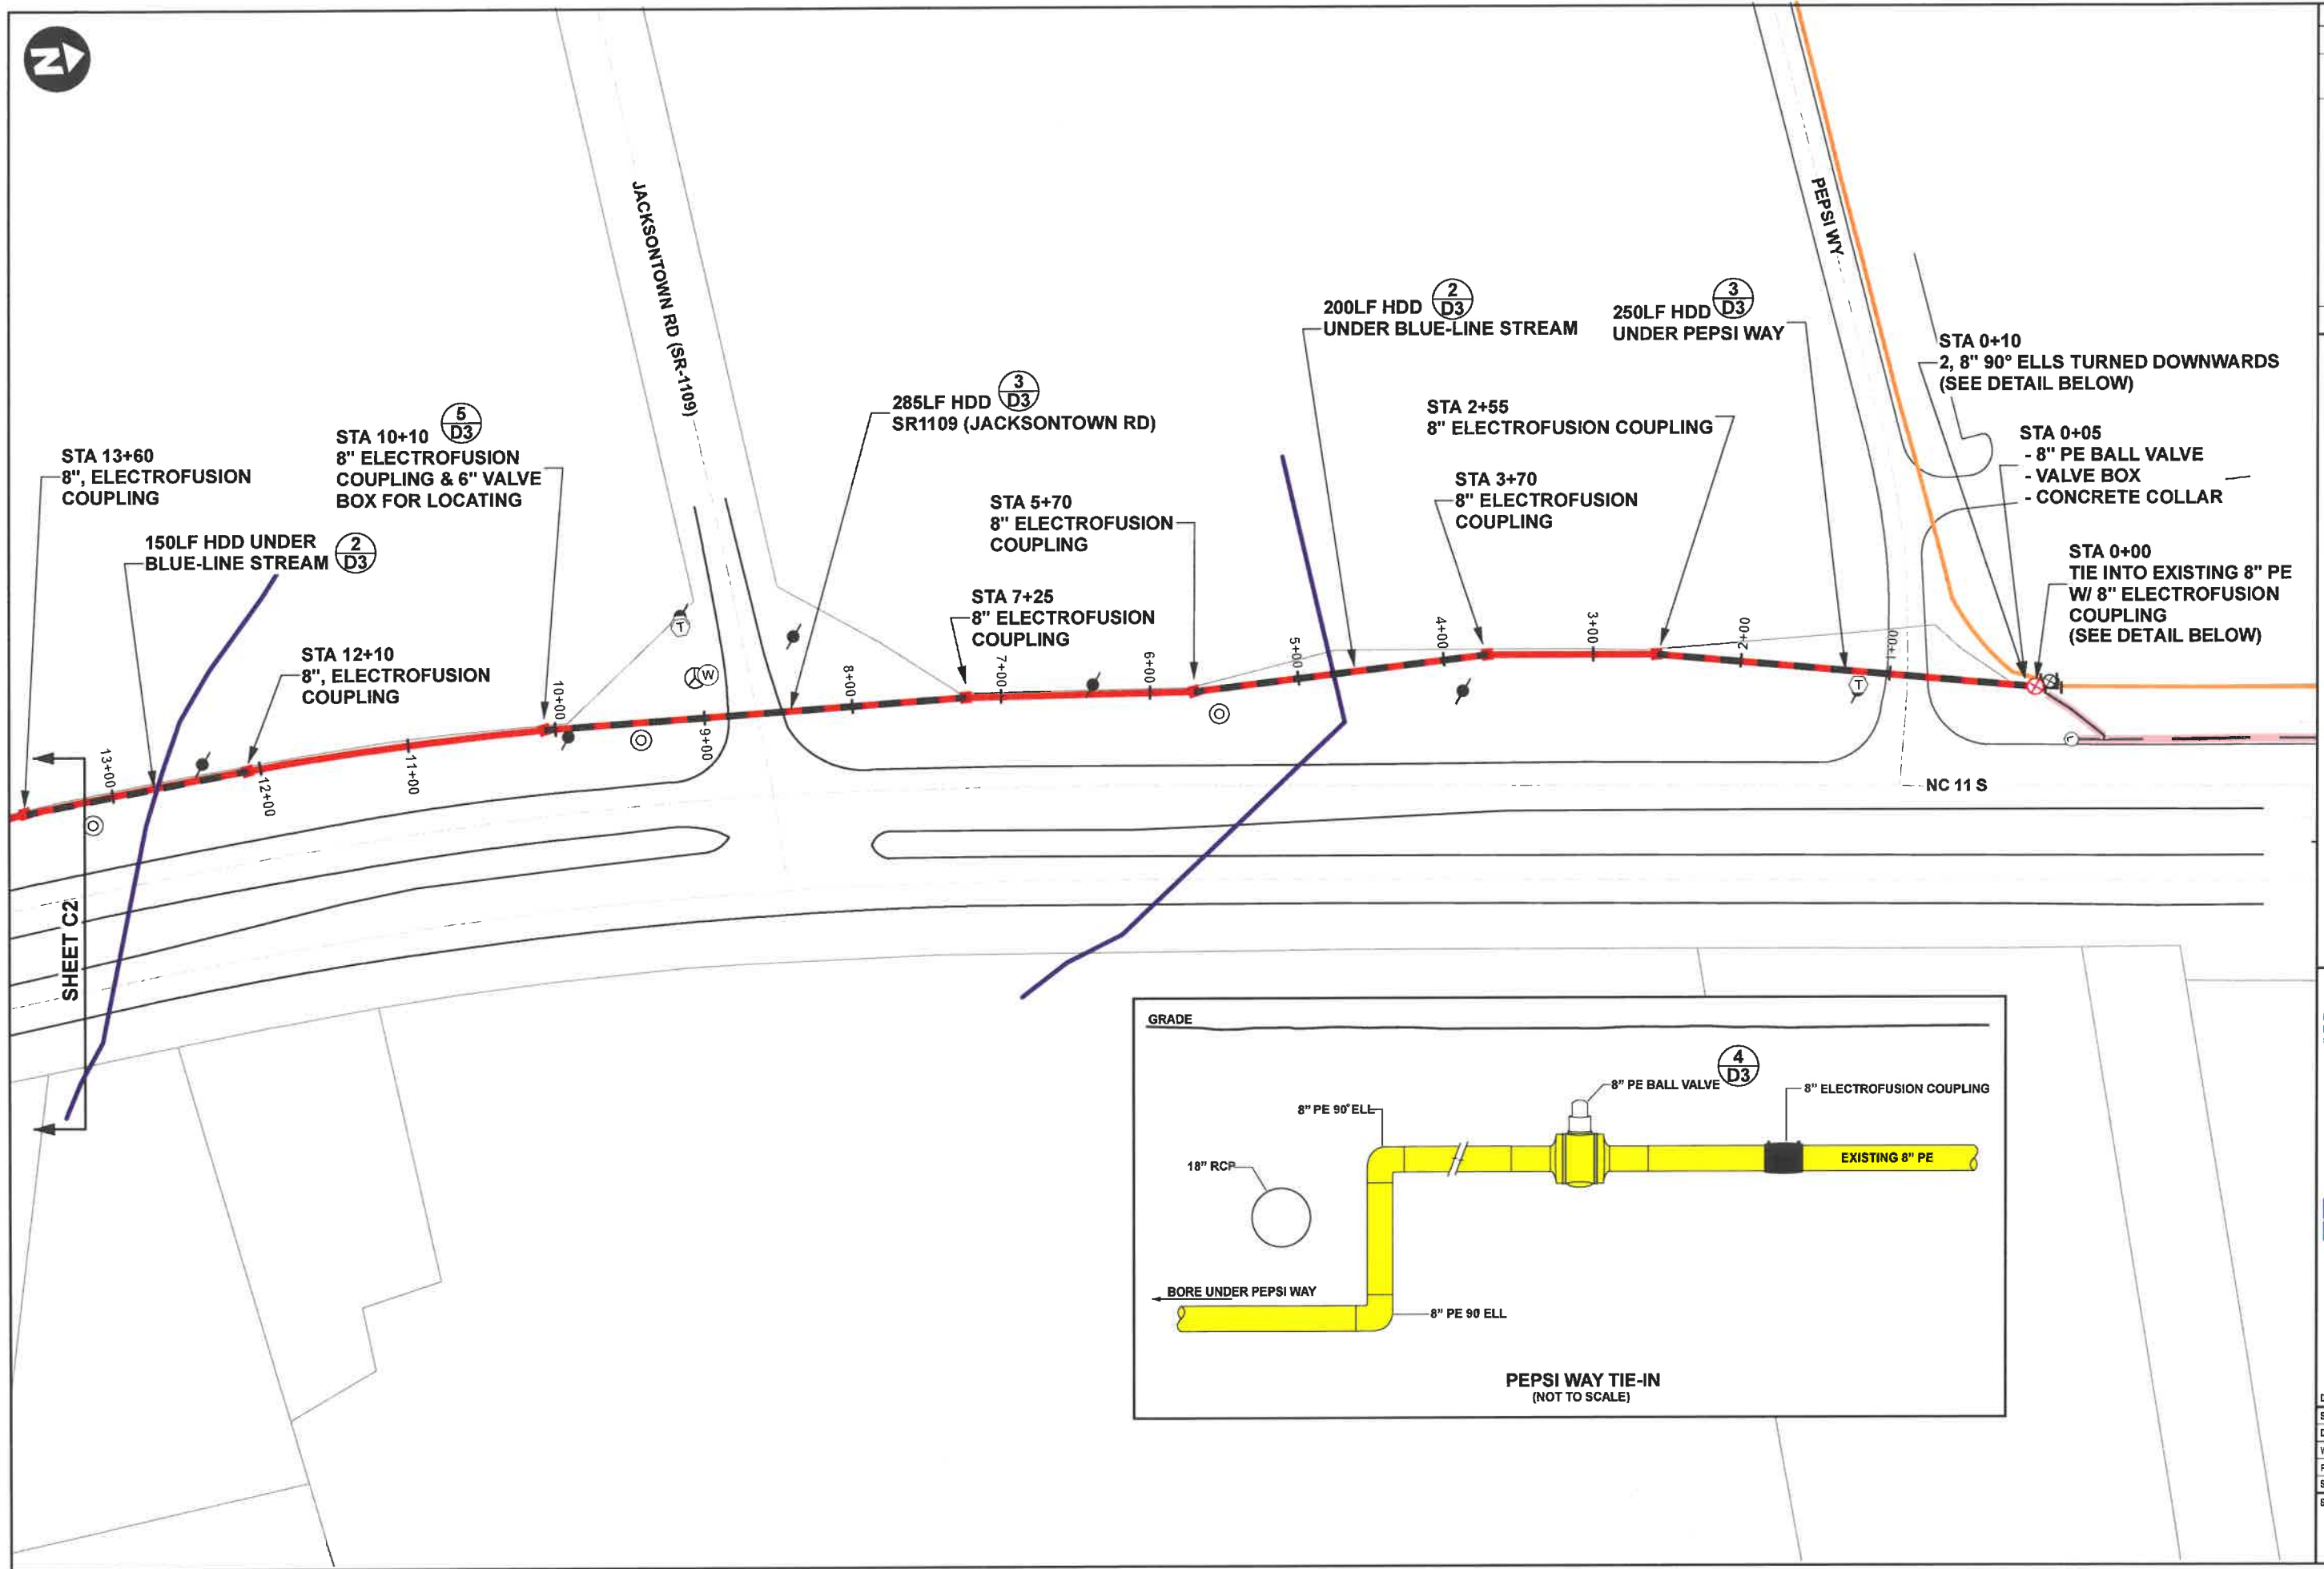 N
JACKSONTOWN RD (SR-1109)
PEPSI WY
200LF HDD
UNDER BLUE-LINE STREAM
2
D3
250LF HDD
UNDER PEPSI WAY
3
D3
STA 0+10
2, 8" 90° ELLS TURNED DOWNWARDS
(SEE DETAIL BELOW)
285LF HDD
SR1109 (JACKSONTOWN RD)
3
D3
STA 2+55
8" ELECTROFUSION COUPLING
STA 0+05
- 8" PE BALL VALVE
- VALVE BOX
- CONCRETE COLLAR
STA 13+60
8", ELECTROFUSION
COUPLING
STA 10+10
8" ELECTROFUSION
COUPLING & 6" VALVE
BOX FOR LOCATING
5
D3
STA 3+70
8" ELECTROFUSION
COUPLING
STA 5+70
8" ELECTROFUSION
COUPLING
150LF HDD UNDER
BLUE-LINE STREAM
2
D3
STA 0+00
TIE INTO EXISTING 8" PE
W/ 8" ELECTROFUSION
COUPLING
(SEE DETAIL BELOW)
STA 7+25
8" ELECTROFUSION
COUPLING
STA 12+10
8", ELECTROFUSION
COUPLING
T
W
T
13+00
12+00
11+00
10+00
9+00
8+00
7+00
6+00
5+00
4+00
3+00
2+00
1+00
NC 11 S
SHEET C2
GRADE
8" PE BALL VALVE
4
D3
8" ELECTROFUSION COUPLING
8" PE 90° ELL
18" RCP
EXISTING 8" PE
BORE UNDER PEPSI WAY
8" PE 90 ELL
PEPSI WAY TIE-IN
(NOT TO SCALE)